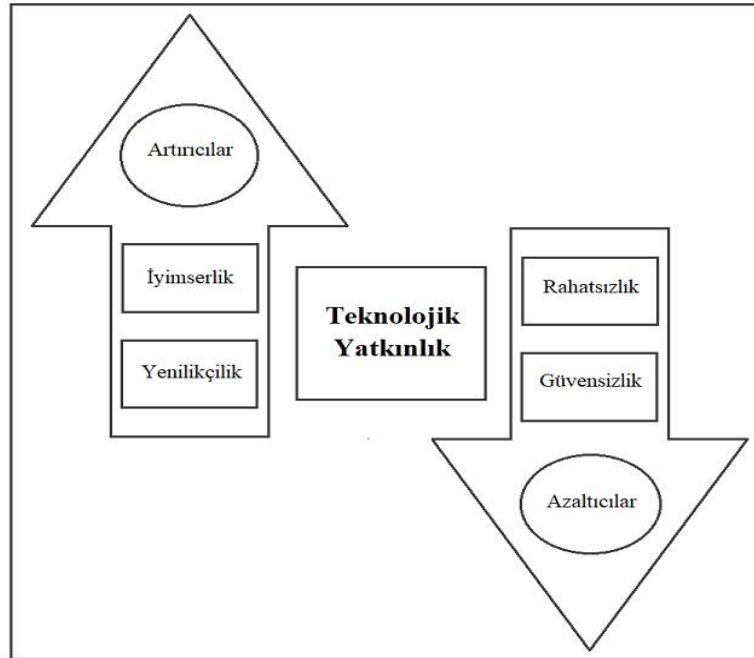 Artırıcılar
İyimserlik
Yenilikçilik
Teknolojik
Yatkınlık
Rahatsızlık
Güvensizlik
Azaltıcılar